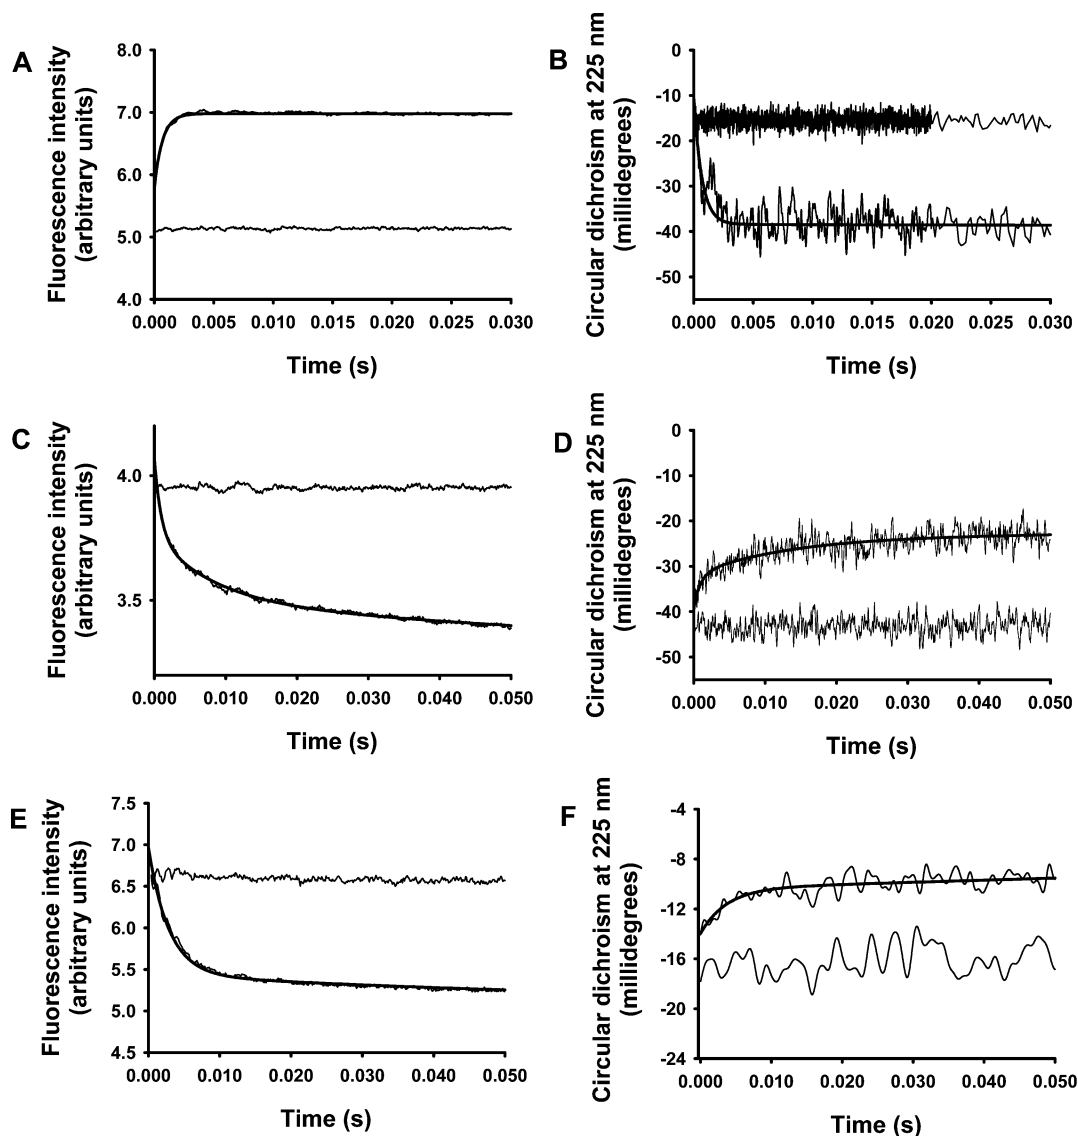 A
Fluorescence intensity
(arbitrary units)
8.0
7.0
6.0
5.0
4.0
0.000 0.005 0.010 0.015 0.020 0.025 0.030
Time (s)
B
Circular dichroism at 225 nm
(millidegrees)
0
-10
-20
-30
-40
-50
0.000 0.005 0.010 0.015 0.020 0.025 0.030
Time (s)
C
Fluorescence intensity
(arbitrary units)
4.0
3.5
0.000 0.010 0.020 0.030 0.040 0.050
Time (s)
D
Circular dichroism at 225 nm
(millidegrees)
0
-10
-20
-30
-40
-50
0.000 0.010 0.020 0.030 0.040 0.050
Time (s)
E
Fluorescence intensity
(arbitrary units)
7.5
7.0
6.5
6.0
5.5
5.0
4.5
0.000 0.010 0.020 0.030 0.040 0.050
Time (s)
F
Circular dichroism at 225 nm
(millidegrees)
-4
-8
-12
-16
-20
-24
0.000 0.010 0.020 0.030 0.040 0.050
Time (s)